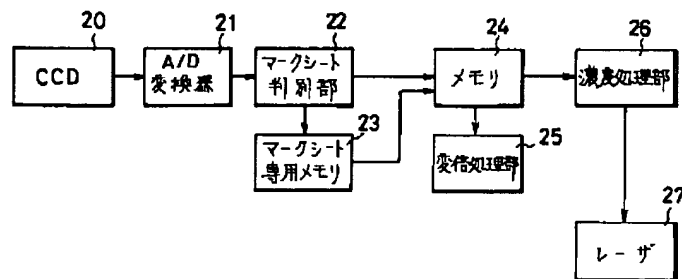 20
CCD
21
A/D
変換器
22
マークシート
判別部
23
マークシート
専用メモリ
24
メモリ
25
変倍処理部
26
濃度処理部
27
レーザ